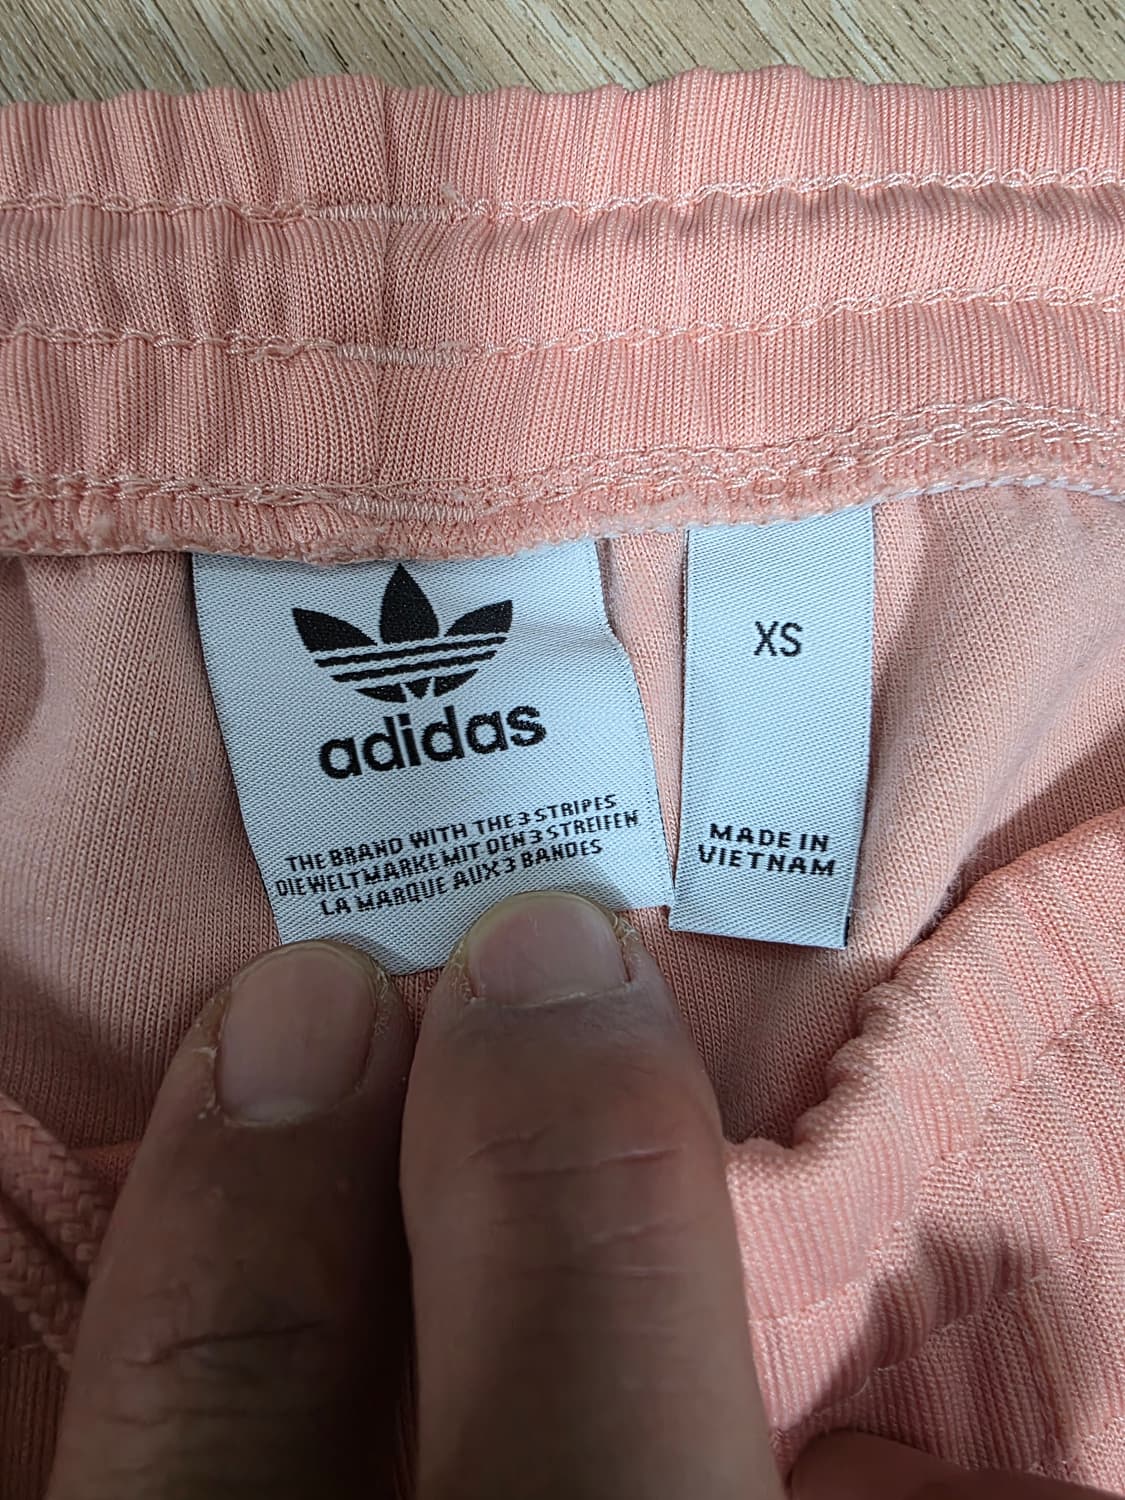 adidas
THE BRAND WITH THE 3 STRIPES
DIE WELTMARKE MIT DEN 3 STREIFEN
LA MARQUE AUX 3 BANDES
XS
MADE IN
VIETNAM